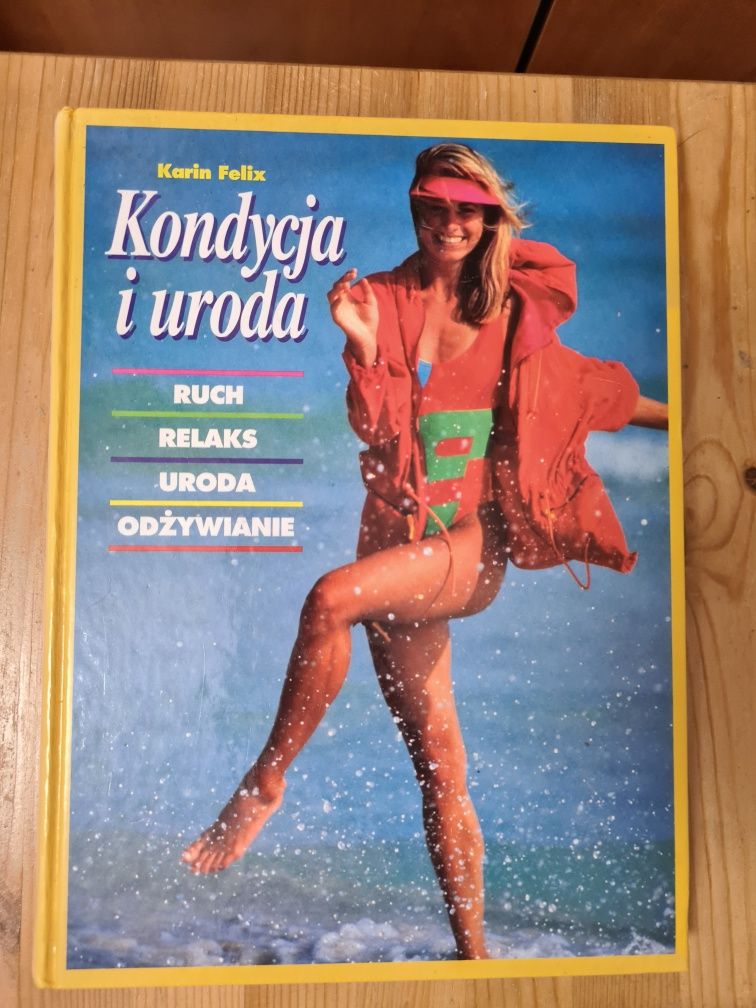 Karin Felix
Kondycja
i uroda
RUCH
RELAKS
URODA
ODŻYWIANIE